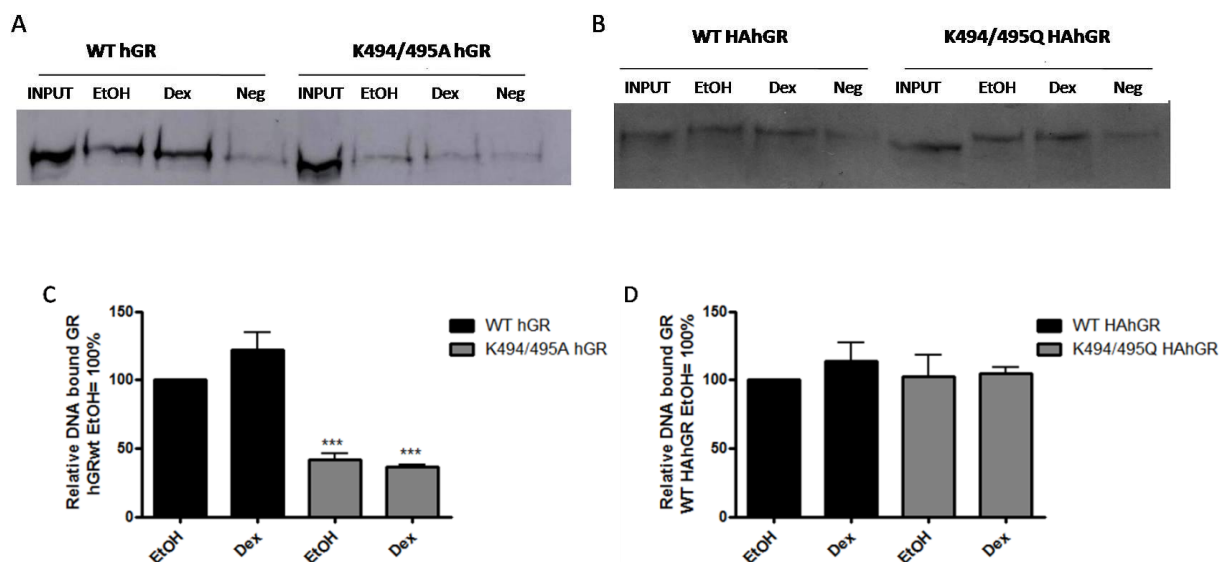 A
WT hGR
K494/495A hGR
INPUT EtOH Dex Neg INPUT EtOH Dex Neg
B
WT HAhGR
K494/495Q HAhGR
INPUT EtOH Dex Neg INPUT EtOH Dex Neg
C
Relative DNA bound GR
hGRwt EtOH= 100%
150
100
50
0
***
***
EtOH
Dex
EtOH
Dex
WT hGR
K494/495A hGR
D
Relative DNA bound GR
WT HAhGR EtOH= 100%
150
100
50
0
EtOH
Dex
EtOH
Dex
WT HAhGR
K494/495Q HAhGR